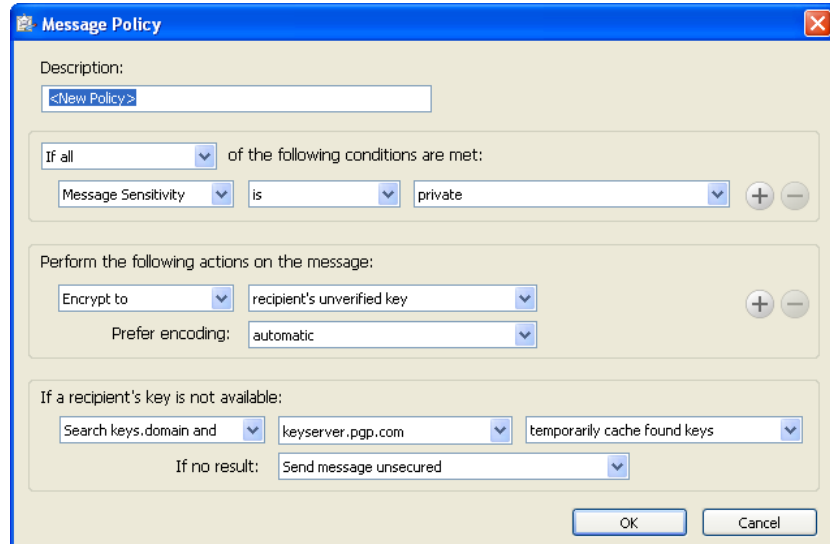 Message Policy
Description:
<New Policy>
If all of the following conditions are met:
Message Sensitivity is private
Perform the following actions on the message:
Encrypt to recipient's unverified key
Prefer encoding: automatic
If a recipient's key is not available:
Search keys.domain and keyserver.pgp.com temporarily cache found keys
If no result: Send message unsecured
OK Cancel